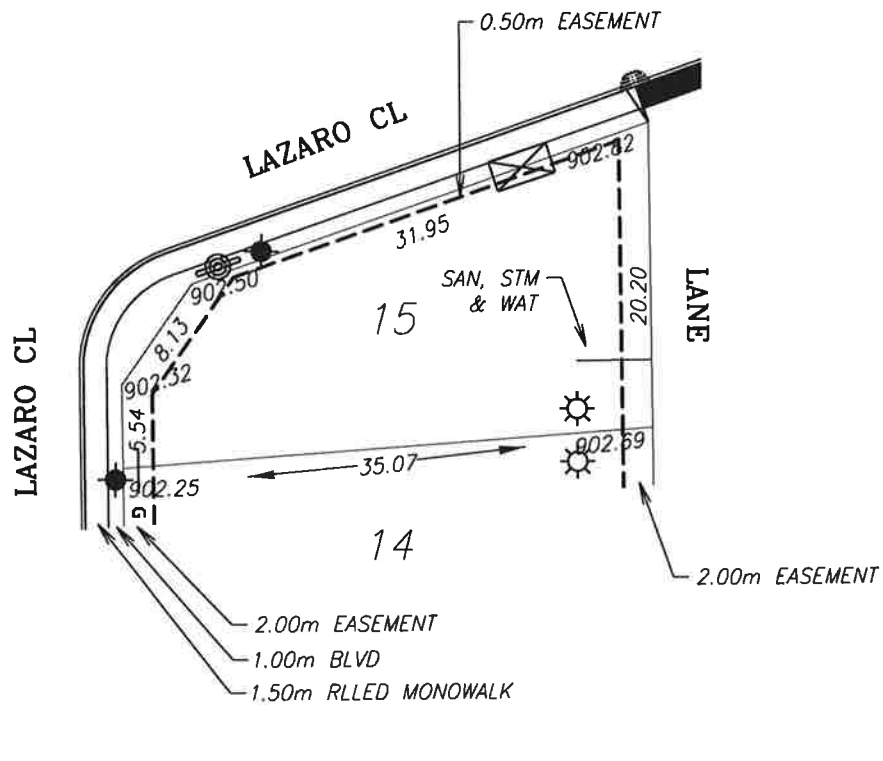 0.50m EASEMENT
LAZARO CL
902.82
31.95
902.50
SAN, STM
& WAT
20.20
LANE
15
8.13
LAZARO CL
902.32
5.54
902.69
35.07
902.25
G
14
2.00m EASEMENT
2.00m EASEMENT
1.00m BLVD
1.50m RLLED MONOWALK